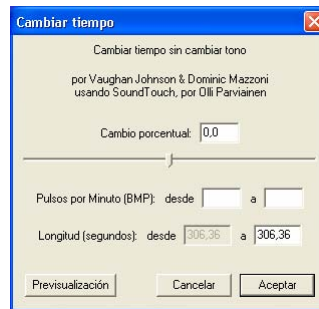 Cambiar tiempo
Cambiar tiempo sin cambiar tono
por Vaughan Johnson & Dominic Mazzoni
usando SoundTouch, por Olli Parviainen
Cambio porcentual: 0,0
Pulsos por Minuto (BMP): desde a
Longitud (segundos): desde 306,36 a 306,36
Previsualización Cancelar Aceptar